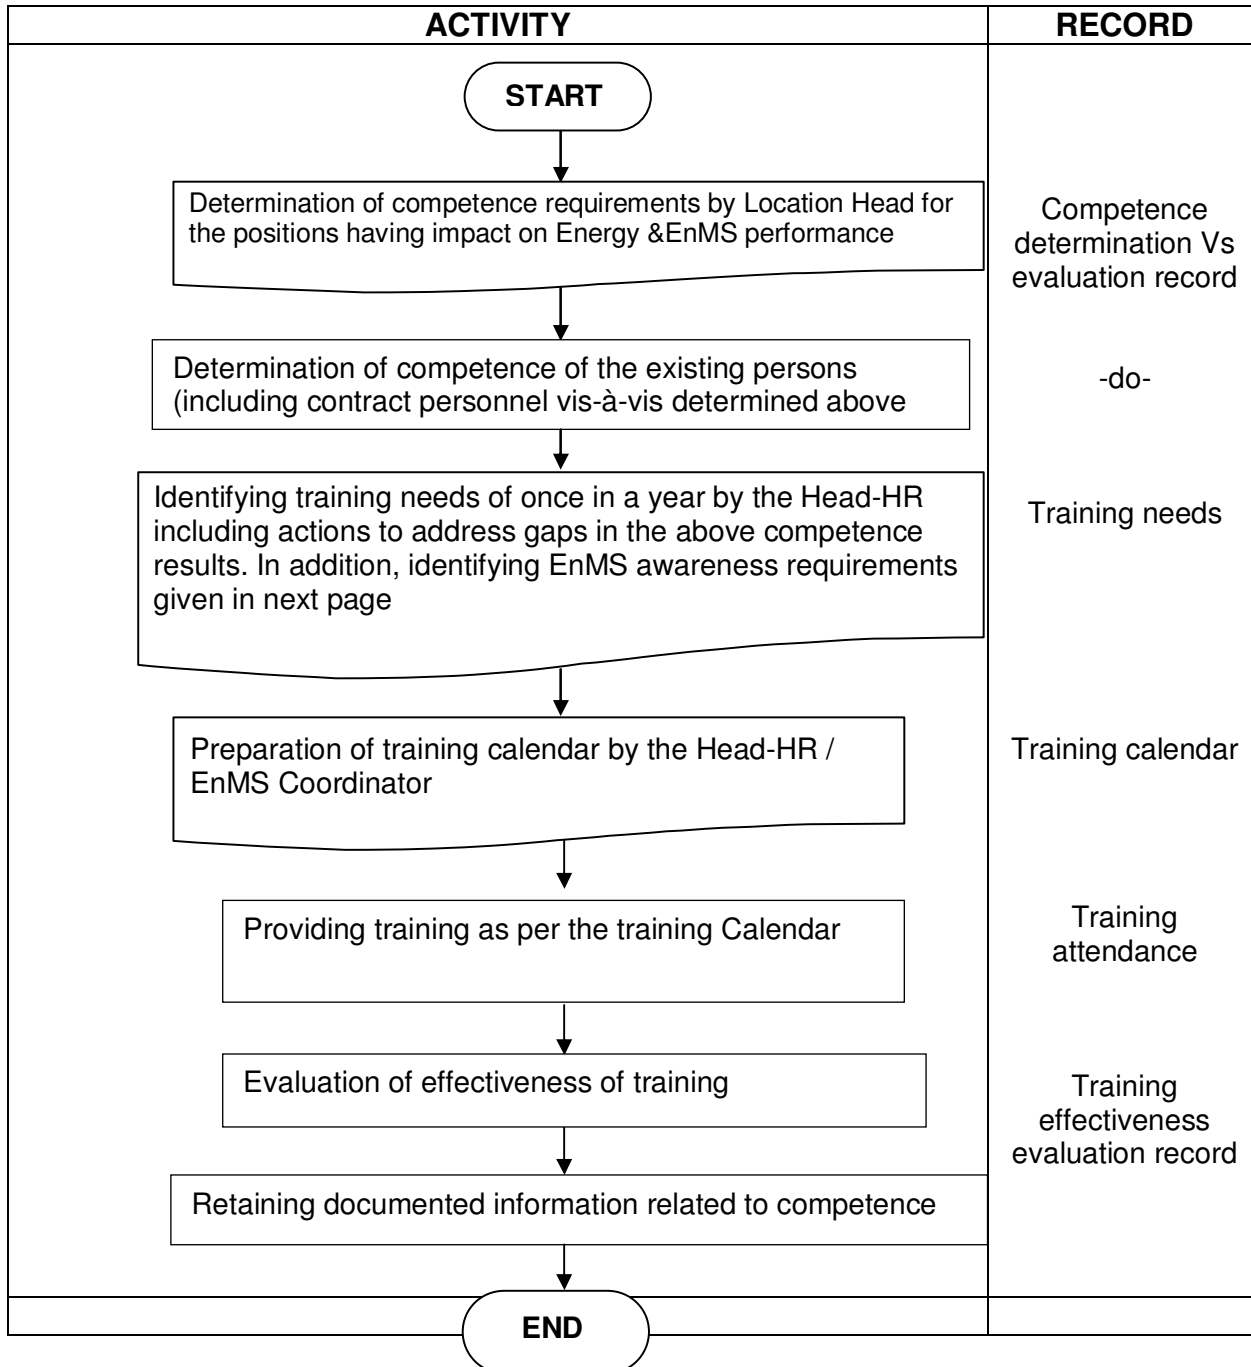 ACTIVITY
RECORD
START
Determination of competence requirements by Location Head for
the positions having impact on Energy &EnMS performance
Competence
determination Vs
evaluation record
Determination of competence of the existing persons
(including contract personnel vis-à-vis determined above
-do-
Identifying training needs of once in a year by the Head-HR
including actions to address gaps in the above competence
results. In addition, identifying EnMS awareness requirements
given in next page
Training needs
Preparation of training calendar by the Head-HR /
EnMS Coordinator
Training calendar
Providing training as per the training Calendar
Training
attendance
Evaluation of effectiveness of training
Training
effectiveness
evaluation record
Retaining documented information related to competence
END